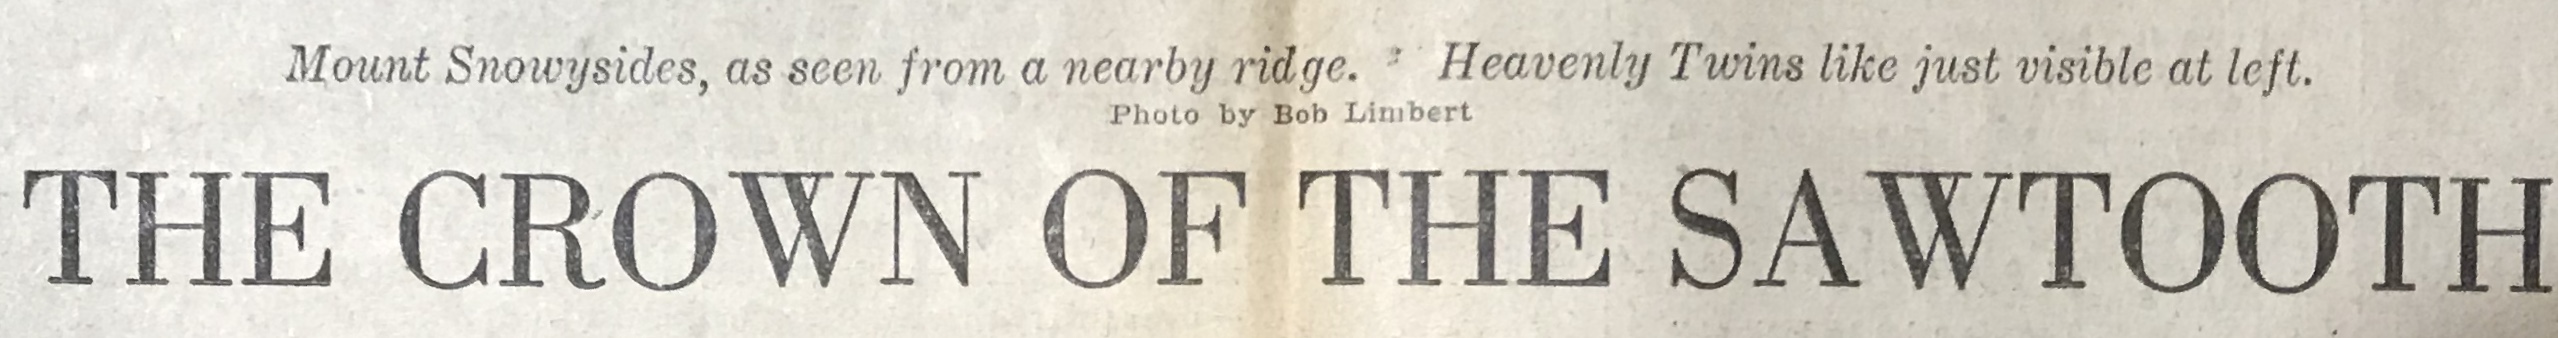 Mount Snowysides, as seen from a nearby ridge. Heavenly Twins like just visible at left.
Photo by Bob Limbert
THE CROWN OF THE SAWTOOTH